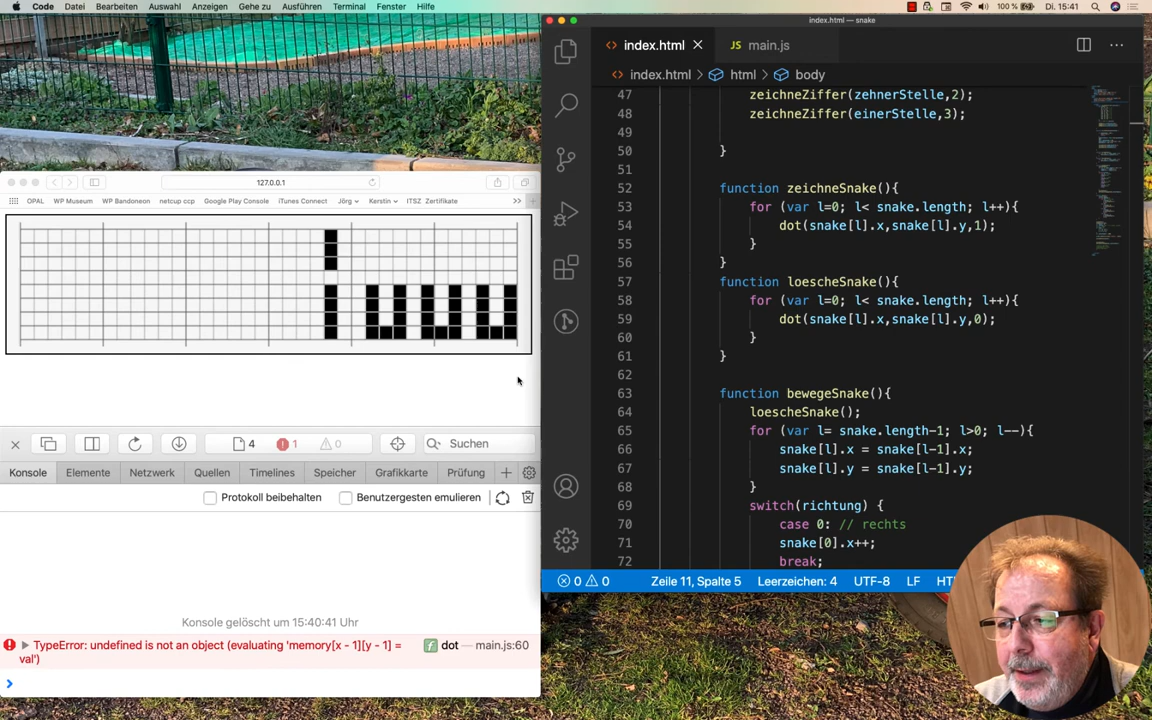 Code Datei Bearbeiten Auswahl Anzeigen Gehe zu Ausführen Terminal Fenster Hilfe
100 % Di. 15:41
index.html — snake
index.html
JS main.js
index.html > html > body
47 zeichneZiffer(zehnerStelle,2);
48 zeichneZiffer(einerStelle,3);
49
50 }
51
52 function zeichneSnake(){
53 for (var l=0; l< snake.length; l++){
54 dot(snake[l].x,snake[l].y,1);
55 }
56 }
57 function loescheSnake(){
58 for (var l=0; l< snake.length; l++){
59 dot(snake[l].x,snake[l].y,0);
60 }
61 }
62
63 function bewegeSnake(){
64 loescheSnake();
65 for (var l= snake.length-1; l>0; l--){
66 snake[l].x = snake[l-1].x;
67 snake[l].y = snake[l-1].y;
68 }
69 switch(richtung) {
70 case 0: // rechts
71 snake[0].x++;
72 break;
0 0 Zeile 11, Spalte 5 Leerzeichen: 4 UTF-8 LF
127.0.0.1
OPAL WP Museum WP Bandoneon netcup ccp Google Play Console iTunes Connect Jörg Kerstin ITSZ Zertifikate
4 1 0 Suchen
Konsole Elemente Netzwerk Quellen Timelines Speicher Grafikkarte Prüfung
Protokoll beibehalten Benutzergesten emulieren
Konsole gelöscht um 15:40:41 Uhr
TypeError: undefined is not an object (evaluating 'memory[x - 1][y - 1] = f dot — main.js:60
val')